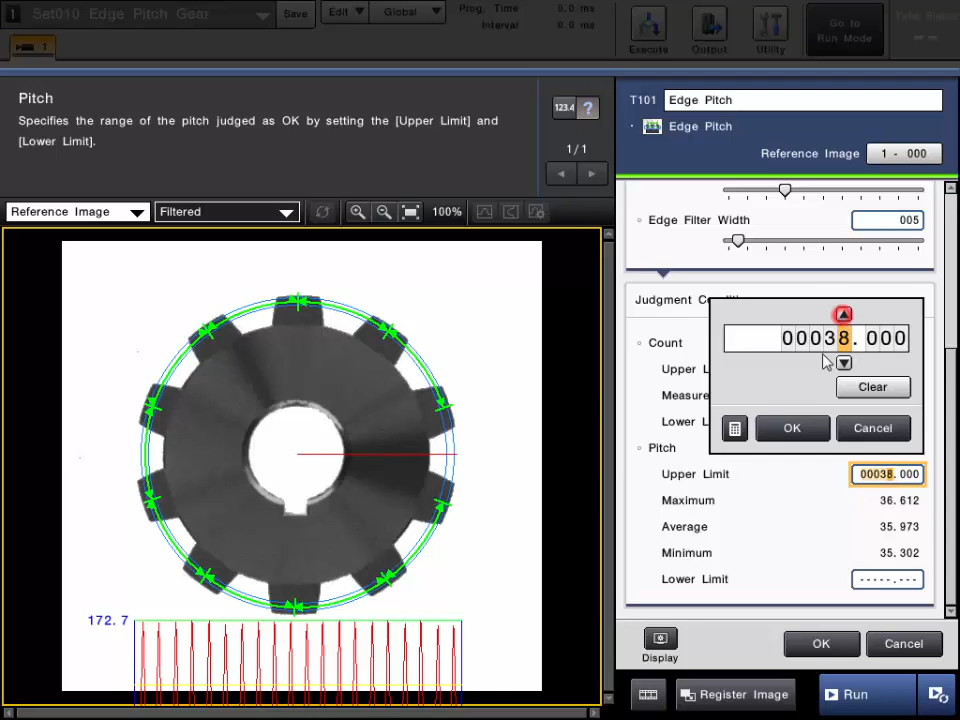 1 Set010 Edge Pitch Gear Save Edit Global Prog. Time ms
Interval 0.0 ms
Execute Output Utility Go to Run Mode
1
Pitch
Specifies the range of the pitch judged as OK by setting the [Upper Limit] and
[Lower Limit].
123.4 ?
1/1
T101 Edge Pitch
Edge Pitch
Reference Image 1 - 000
Reference Image Filtered 100%
Edge Filter Width 005
Judgment
Count
Upper L
Measure
Lower L
00038.000
Clear
OK Cancel
Pitch
Upper Limit 00038.000
Maximum 36.612
Average 35.973
Minimum 35.302
Lower Limit -----.---
172.7
Display OK Cancel
Register Image Run